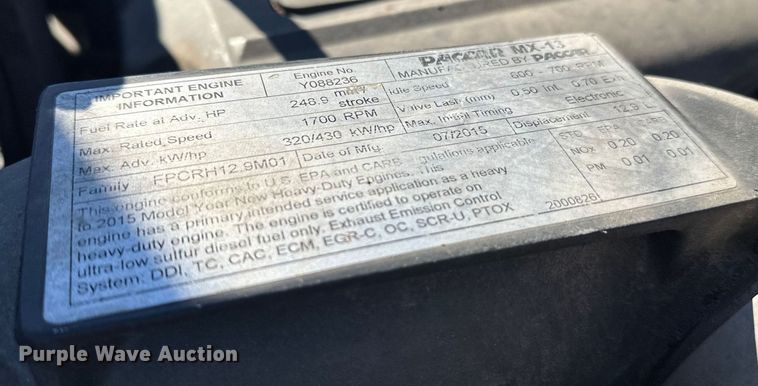 IMPORTANT ENGINE INFORMATION
Engine No. Y088236
PACCAR MX-13
MANUFACTURED BY PACCAR
Fuel Rate at Adv. HP 248.9 mm3/stroke
Idle Speed 600 - 700 RPM
Max. Rated Speed 1700 RPM
Valve Lash (mm) 0.50 Int. 0.70 Exh
Max. Adv. kW/hp 320/430 kW/hp
Max. Initial Timing Electronic
Family FPCRH12.9M01
Date of Mfg. 07/2015
Displacement 12.9 L
This engine conforms to U.S. EPA and CARB regulations applicable
to 2015 Model Year New Heavy-Duty Engines. This
engine has a primary intended service application as a heavy
heavy-duty engine. The engine is certified to operate on
ultra-low sulfur diesel fuel only. Exhaust Emission Control
System: DDI, TC, CAC, ECM, EGR-C, OC, SCR-U, PTOX
STD
NOX 0.20 0.20
PM 0.01 0.01
2000826
Purple Wave Auction